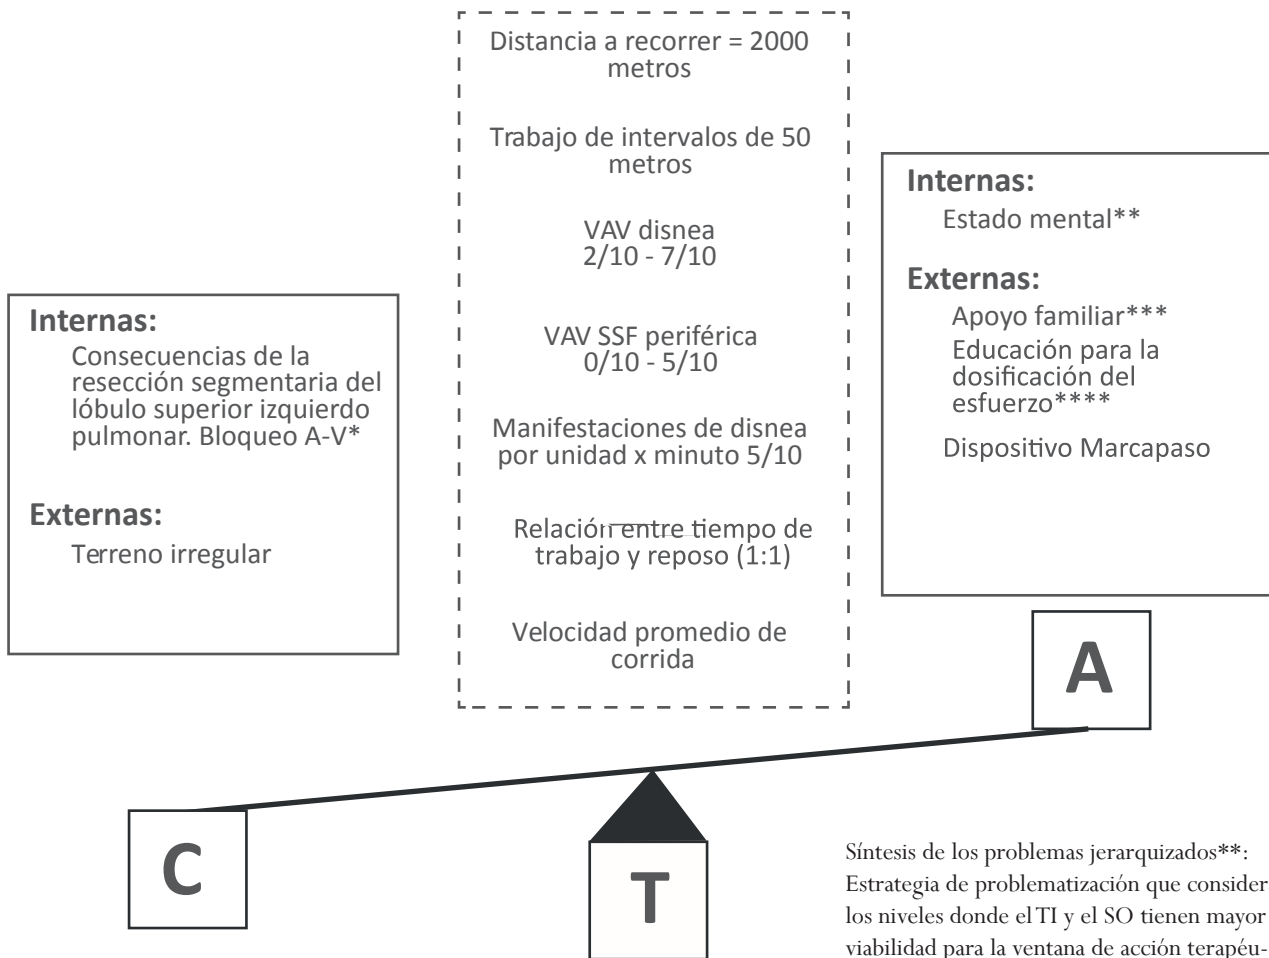 Distancia a recorrer = 2000
metros
Trabajo de intervalos de 50
metros
VAV disnea
2/10 - 7/10
VAV SSF periférica
0/10 - 5/10
Manifestaciones de disnea
por unidad x minuto 5/10
Relación entre tiempo de
trabajo y reposo (1:1)
Velocidad promedio de
corrida
Internas:
Consecuencias de la
resección segmentaria del
lóbulo superior izquierdo
pulmonar. Bloqueo A-V*
Externas:
Terreno irregular
Internas:
Estado mental**
Externas:
Apoyo familiar***
Educación para la
dosificación del
esfuerzo****
Dispositivo Marcapaso
A
C
T
Síntesis de los problemas jerarquizados**:
Estrategia de problematización que consider
los niveles donde el TI y el SO tienen mayor
viabilidad para la ventana de acción terapéu-